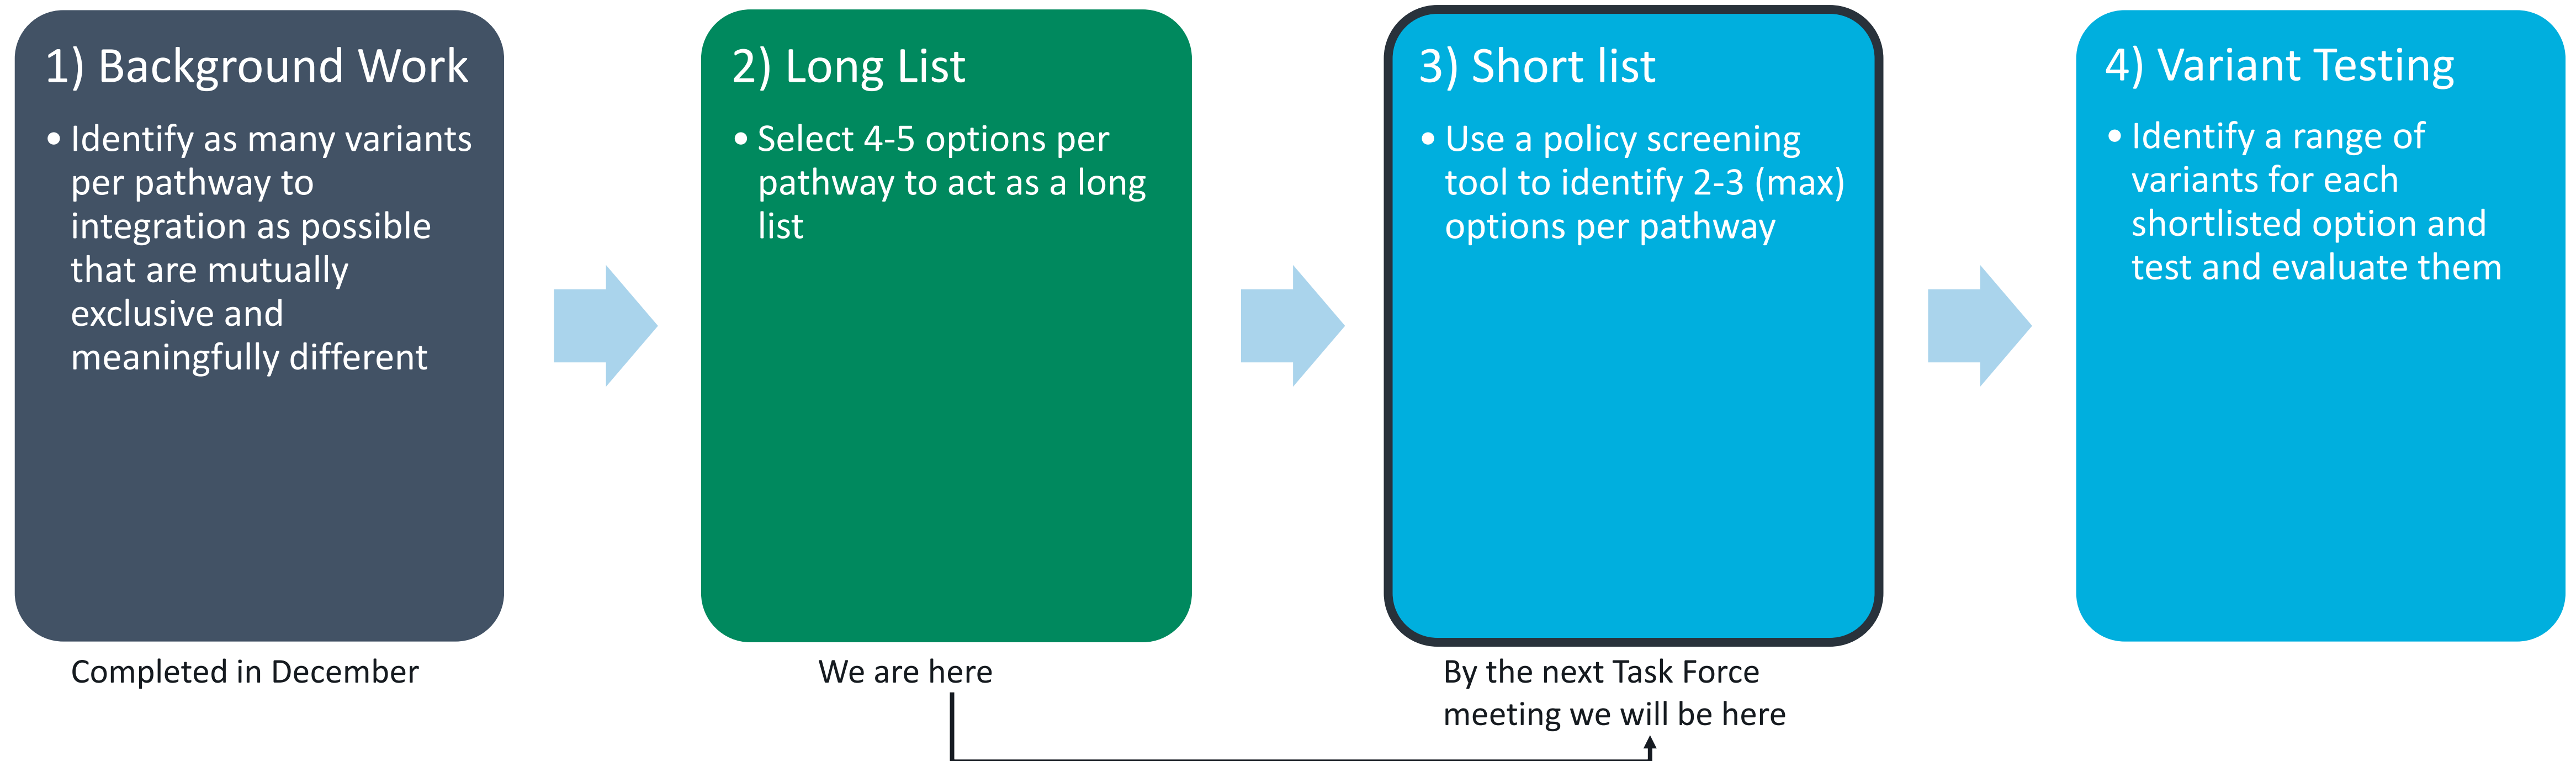 1) Background Work
• Identify as many variants
per pathway to
integration as possible
that are mutually
exclusive and
meaningfully different
Completed in December
2) Long List
• Select 4-5 options per
pathway to act as a long
list
We are here
3) Short list
• Use a policy screening
tool to identify 2-3 (max)
options per pathway
By the next Task Force
meeting we will be here
4) Variant Testing
• Identify a range of
variants for each
shortlisted option and
test and evaluate them